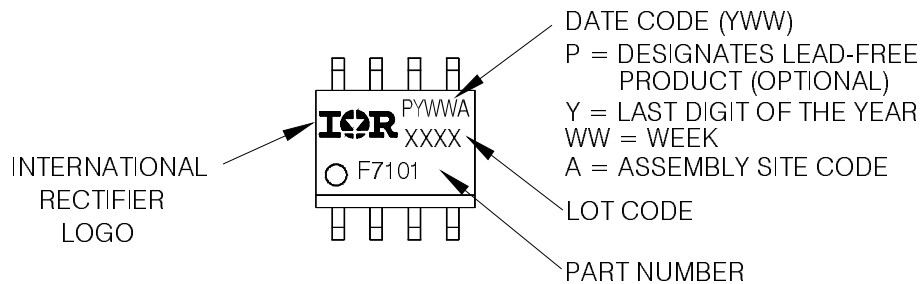 DATE CODE (YWW)
P = DESIGNATES LEAD-FREE
PRODUCT (OPTIONAL)
Y = LAST DIGIT OF THE YEAR
WW = WEEK
A = ASSEMBLY SITE CODE
PYWWA
IOR
XXXX
F7101
INTERNATIONAL
RECTIFIER
LOGO
LOT CODE
PART NUMBER